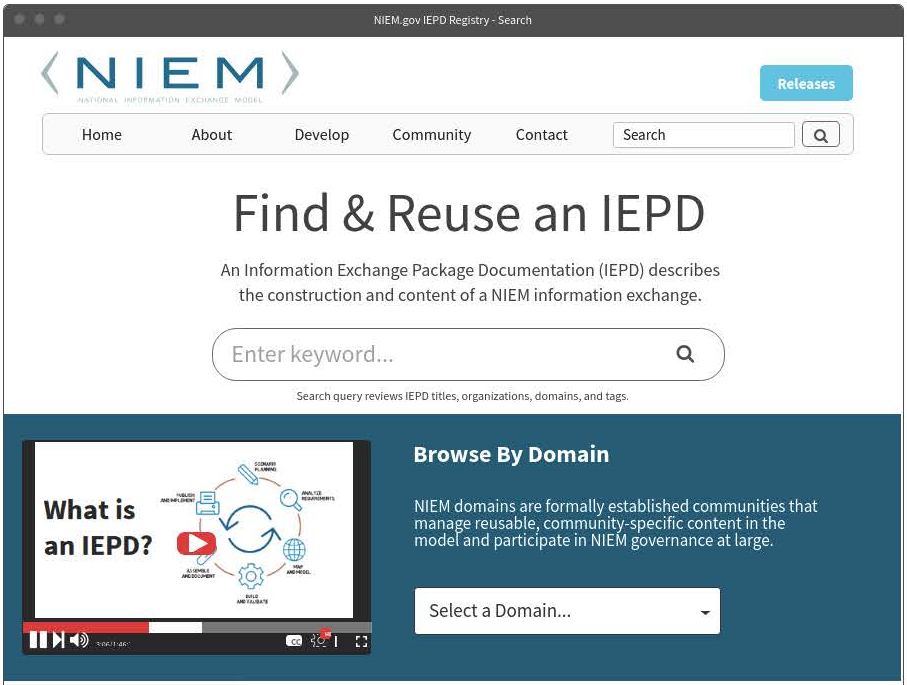 NIEM.gov IEPD Registry - Search
NIEM
NATIONAL INFORMATION EXCHANGE MODEL
Releases
Home About Develop Community Contact Search
Find & Reuse an IEPD
An Information Exchange Package Documentation (IEPD) describes
the construction and content of a NIEM information exchange.
Enter keyword...
Search query reviews IEPD titles, organizations, domains, and tags.
What is
an IEPD?
SCENARIO
PLANNING
ANALYZE
REQUIREMENTS
MAP
AND MODEL
BUILD
AND VALIDATE
ASSEMBLE
AND DOCUMENT
PUBLISH
AND IMPLEMENT
CC
Browse By Domain
NIEM domains are formally established communities that
manage reusable, community-specific content in the
model and participate in NIEM governance at large.
Select a Domain...